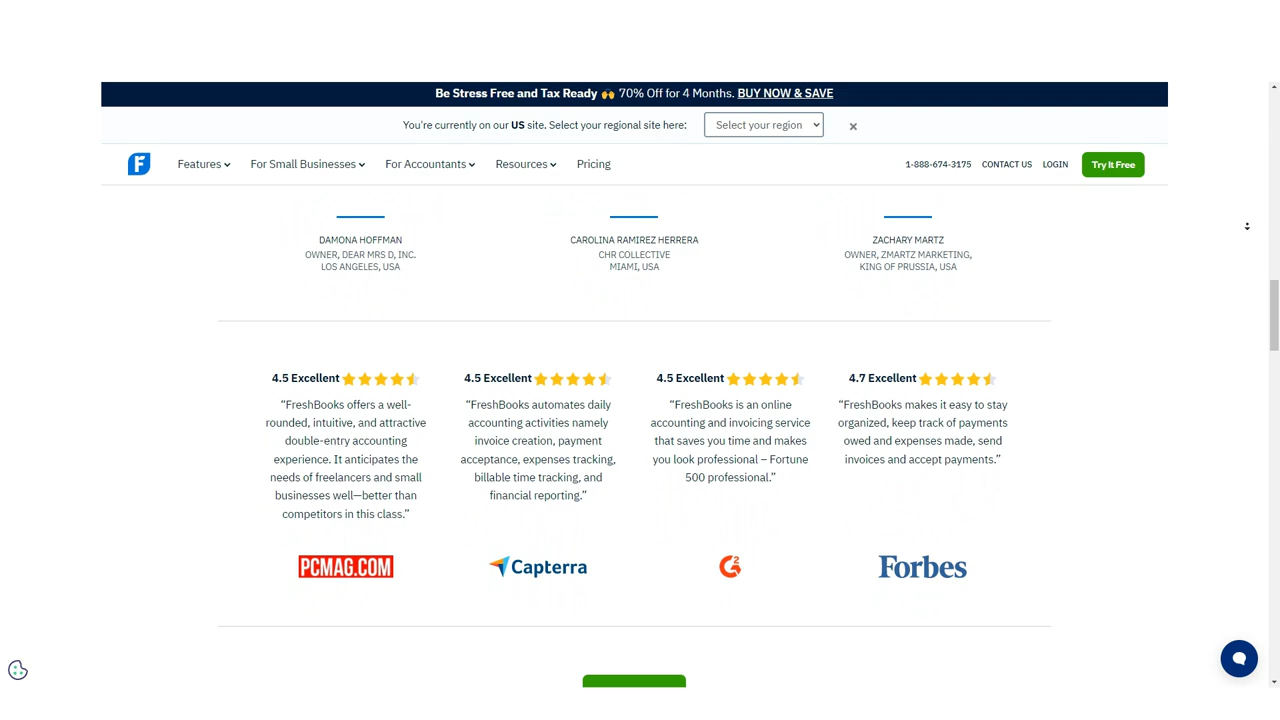 Be Stress Free and Tax Ready 🙌 70% Off for 4 Months. BUY NOW & SAVE
You're currently on our US site. Select your regional site here: Select your region
Features For Small Businesses For Accountants Resources Pricing 1-888-674-3175 CONTACT US LOGIN Try It Free
DAMONA HOFFMAN
OWNER, DEAR MRS D, INC.
LOS ANGELES, USA
CAROLINA RAMIREZ HERRERA
CHR COLLECTIVE
MIAMI, USA
ZACHARY MARTZ
OWNER, ZMARTZ MARKETING,
KING OF PRUSSIA, USA
4.5 Excellent
“FreshBooks offers a well-
rounded, intuitive, and attractive
double-entry accounting
experience. It anticipates the
needs of freelancers and small
businesses well—better than
competitors in this class.”
PCMAG.COM
4.5 Excellent
“FreshBooks automates daily
accounting activities namely
invoice creation, payment
acceptance, expenses tracking,
billable time tracking, and
financial reporting.”
Capterra
4.5 Excellent
“FreshBooks is an online
accounting and invoicing service
that saves you time and makes
you look professional – Fortune
500 professional.”
G2
4.7 Excellent
“FreshBooks makes it easy to stay
organized, keep track of payments
owed and expenses made, send
invoices and accept payments.”
Forbes